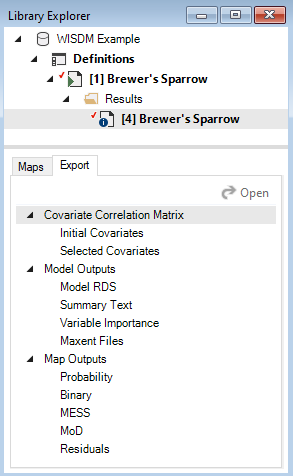 Library Explorer
WISDM Example
Definitions
[1] Brewer's Sparrow
Results
[4] Brewer's Sparrow
Maps Export
Open
Covariate Correlation Matrix
Initial Covariates
Selected Covariates
Model Outputs
Model RDS
Summary Text
Variable Importance
Maxent Files
Map Outputs
Probability
Binary
MESS
MoD
Residuals